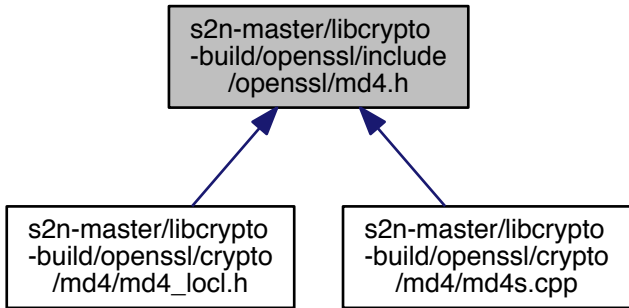 s2n-master/libcrypto
-build/openssl/include
/openssl/md4.h
s2n-master/libcrypto
-build/openssl/crypto
/md4/md4_locl.h
s2n-master/libcrypto
-build/openssl/crypto
/md4/md4s.cpp